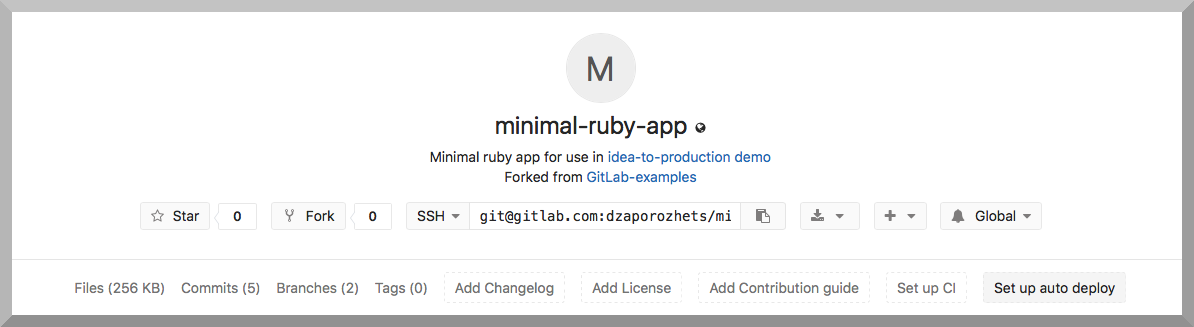 M
minimal-ruby-app
Minimal ruby app for use in idea-to-production demo
Forked from GitLab-examples
Star 0 Fork 0 SSH git@gitlab.com:dzaporozhets/mi Global
Files (256 KB) Commits (5) Branches (2) Tags (0) Add Changelog Add License Add Contribution guide Set up CI Set up auto deploy